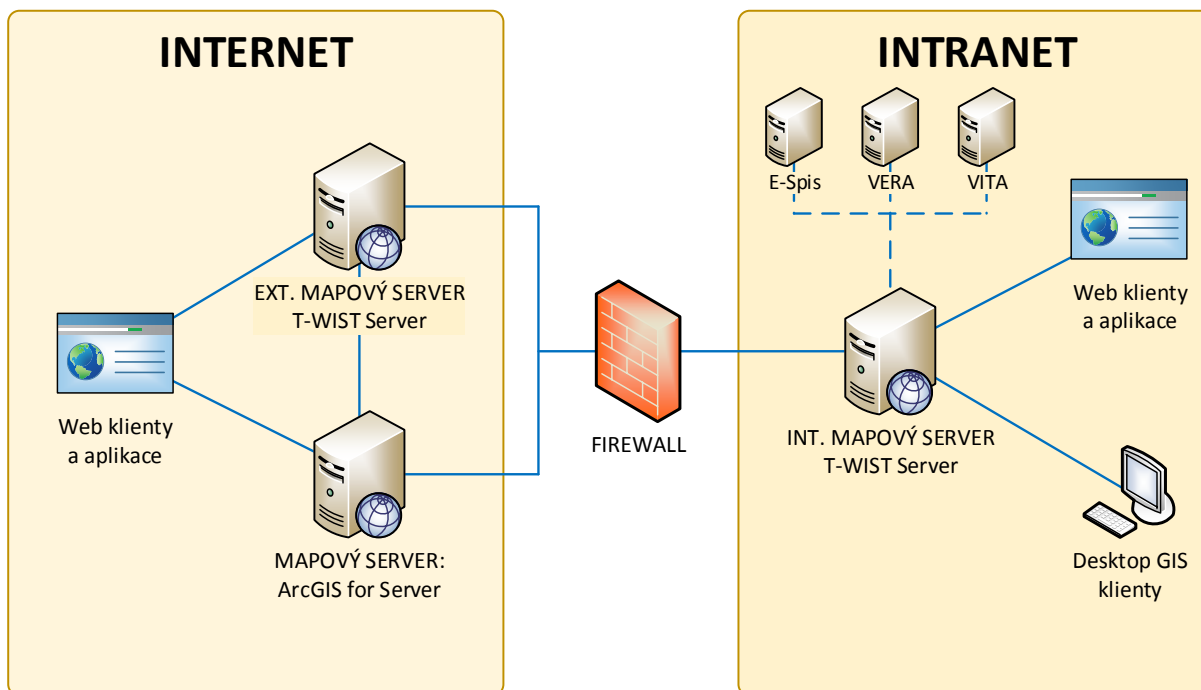 INTERNET
EXT. MAPOVÝ SERVER
T-WIST Server
Web klienty
a aplikace
MAPOVÝ SERVER:
ArcGIS for Server
FIREWALL
INTRANET
E-Spis
VERA
VITA
Web klienty
a aplikace
INT. MAPOVÝ SERVER
T-WIST Server
Desktop GIS
klienty